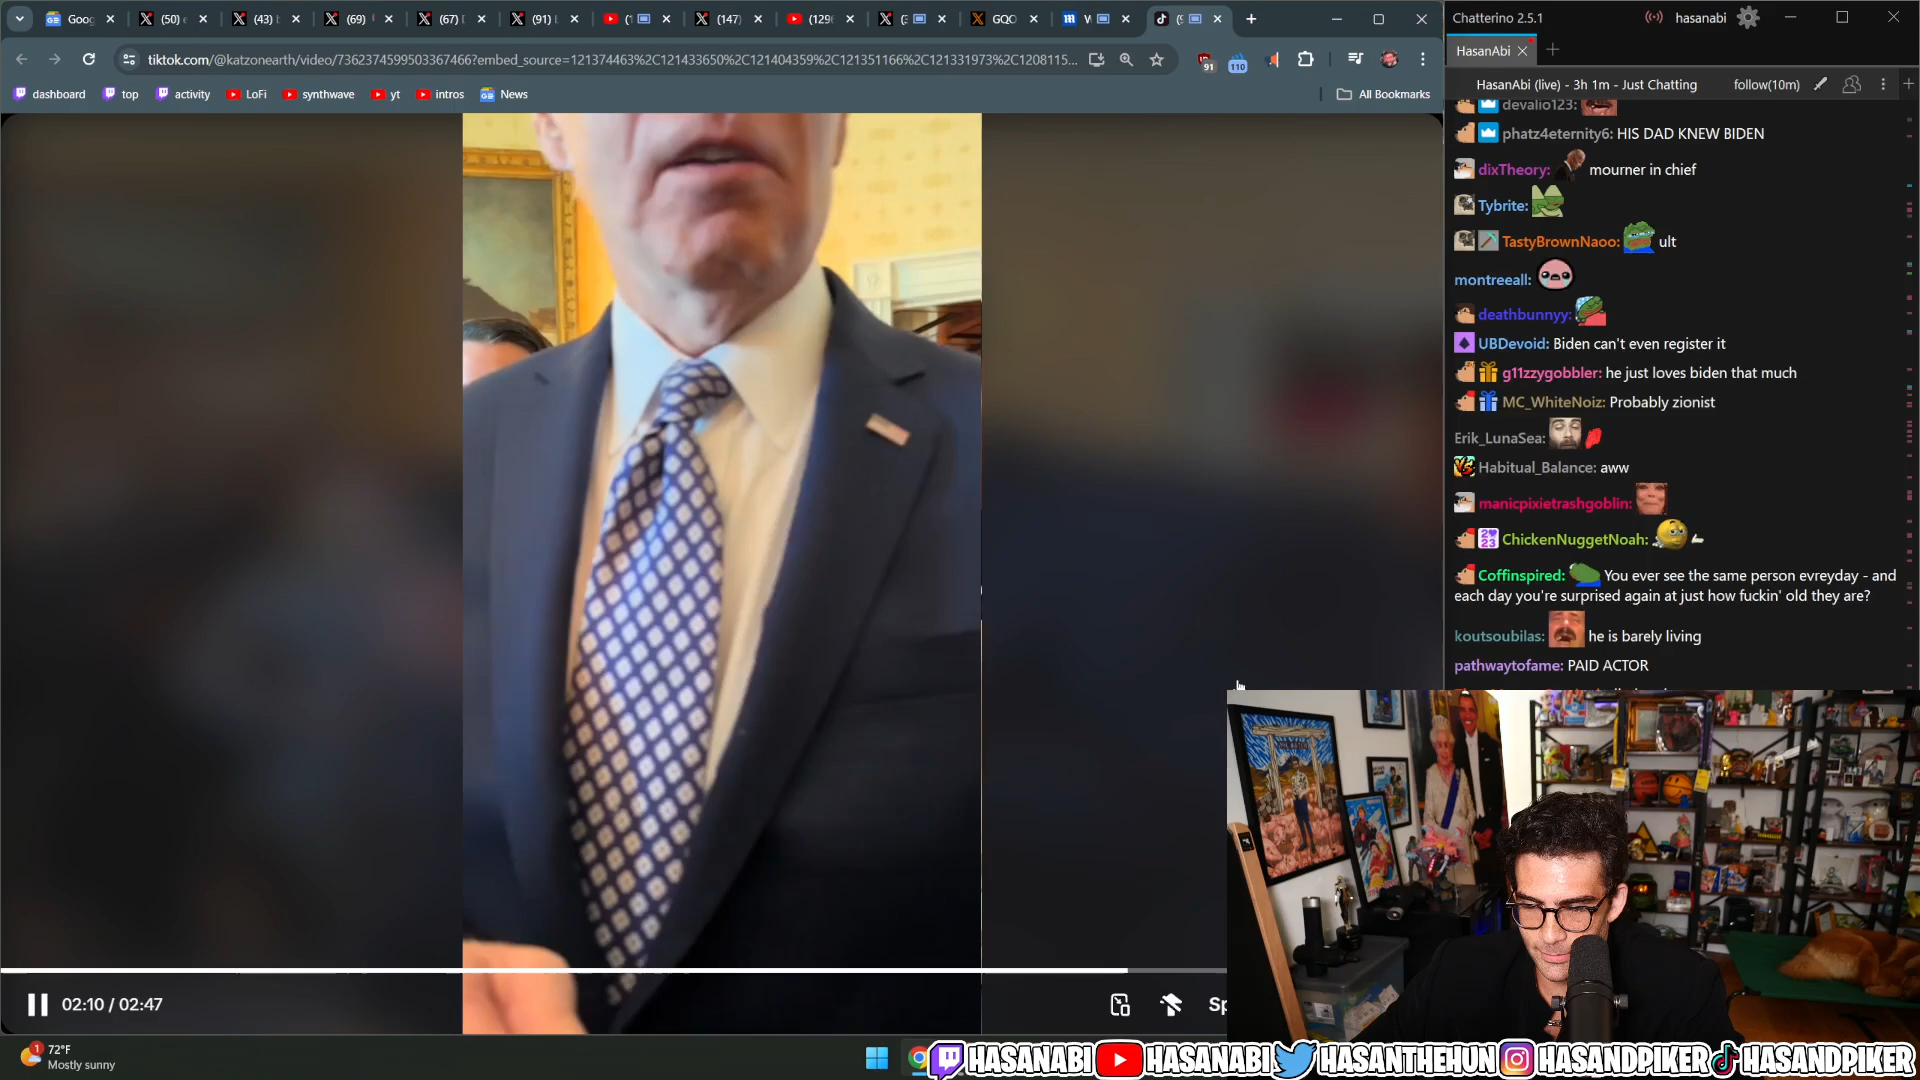 Goog
(50) e
(43)
(69)
(67)
(91)
(147)
(129
GQO
Chatterino 2.5.1
hasanabi
tiktok.com/@katzonearth/video/7362374599503367466?embed_source=121374463%2C121433650%2C121404359%2C121351166%2C121331973%2C1208115...
91
110
HasanAbi
dashboard
top
activity
LoFi
synthwave
yt
intros
News
All Bookmarks
HasanAbi (live) - 3h 1m - Just Chatting
follow(10m)
devalio123:
phatz4eternity6: HIS DAD KNEW BIDEN
dixTheory: mourner in chief
Tybrite:
TastyBrownNaoo: ult
montreeall:
deathbunnyy:
UBDevoid: Biden can't even register it
g11zzygobbler: he just loves biden that much
MC_WhiteNoiz: Probably zionist
Erik_LunaSea:
Habitual_Balance: aww
manicpixietrashgoblin:
ChickenNuggetNoah:
Coffinspired: You ever see the same person evreyday - and
each day you're surprised again at just how fuckin' old they are?
koutsoubilas: he is barely living
pathwaytofame: PAID ACTOR
02:10 / 02:47
Sp
1
72°F
Mostly sunny
HASANABI
HASANABI
HASANTHEHUN
HASANDPIKER
HASANDPIKER